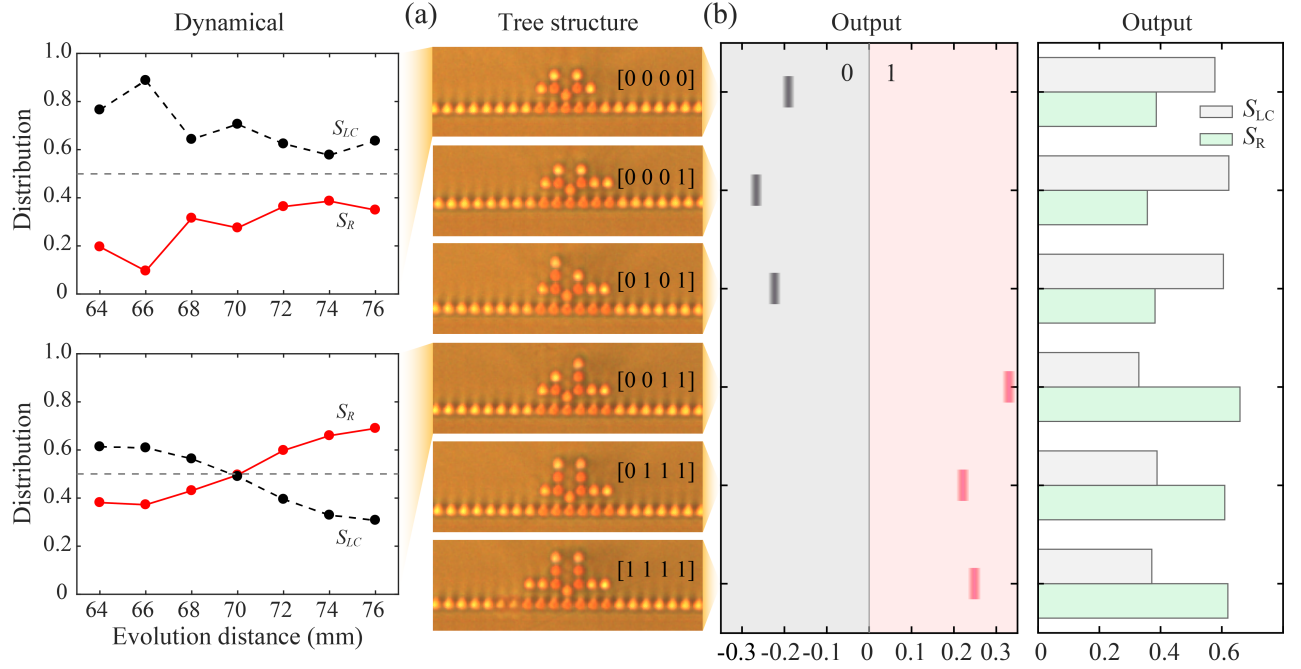 Dynamical
(a)
Tree structure
(b)
Output
Output
1.0
0.8
0.6
0.4
0.2
0
Distribution
S_LC
S_R
64 66 68 70 72 74 76
1.0
0.8
0.6
0.4
0.2
0
Distribution
S_R
S_LC
64 66 68 70 72 74 76
Evolution distance (mm)
[0 0 0 0]
[0 0 0 1]
[0 1 0 1]
[0 0 1 1]
[0 1 1 1]
[1 1 1 1]
0 1
-0.3 -0.2 -0.1 0 0.1 0.2 0.3
S_LC
S_R
0 0.2 0.4 0.6